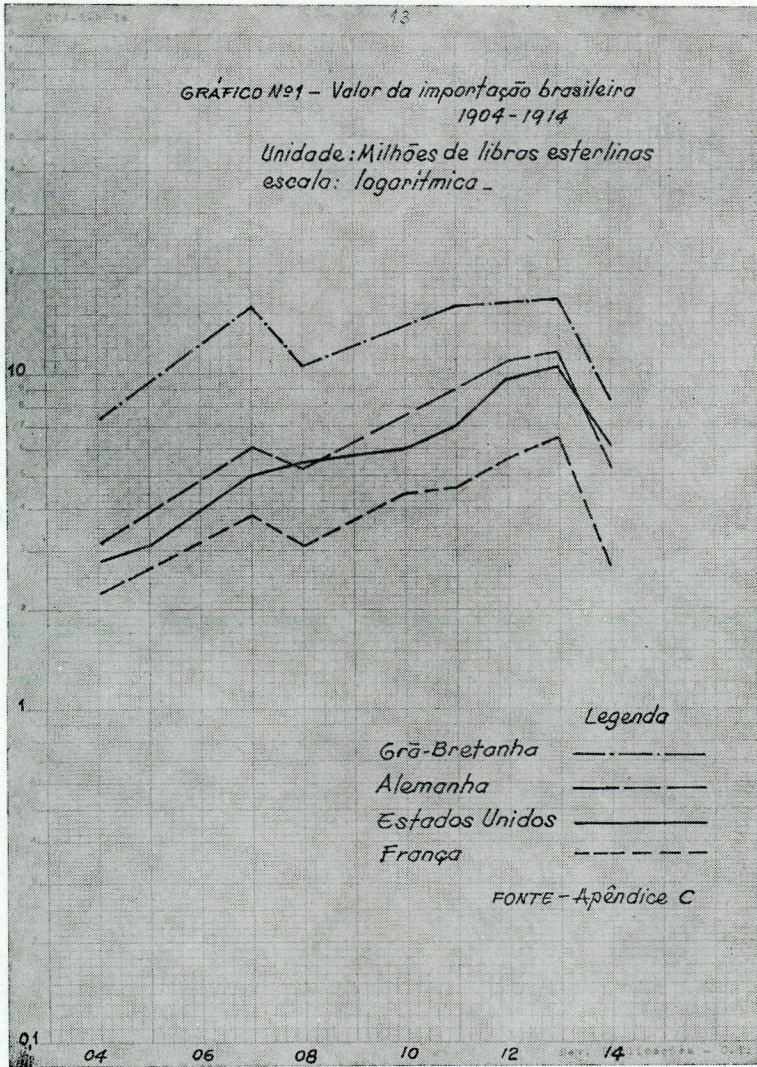 13
GRÁFICO Nº1 - Valor da importação brasileira
1904-1914
Unidade: Milhões de libras esterlinas
escala: logarítmica -
10
1
0,1
04 06 08 10 12 14
Legenda
Grã-Bretanha
Alemanha
Estados Unidos
França
FONTE - Apêndice C